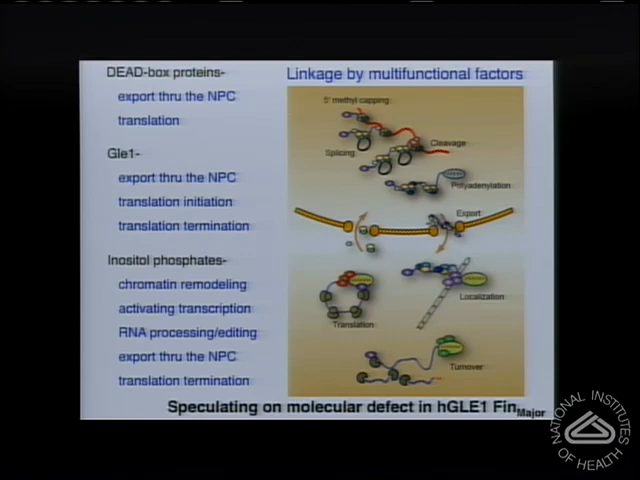 DEAD-box proteins-
export thru the NPC
translation
Gle1-
export thru the NPC
translation initiation
translation termination
Inositol phosphates-
chromatin remodeling
activating transcription
RNA processing/editing
export thru the NPC
translation termination
Linkage by multifunctional factors
5' methyl capping
Splicing
Cleavage
Polyadenylation
Export
Translation
Localization
Turnover
Speculating on molecular defect in hGLE1 FinMajor
NATIONAL INSTITUTES
OF HEALTH